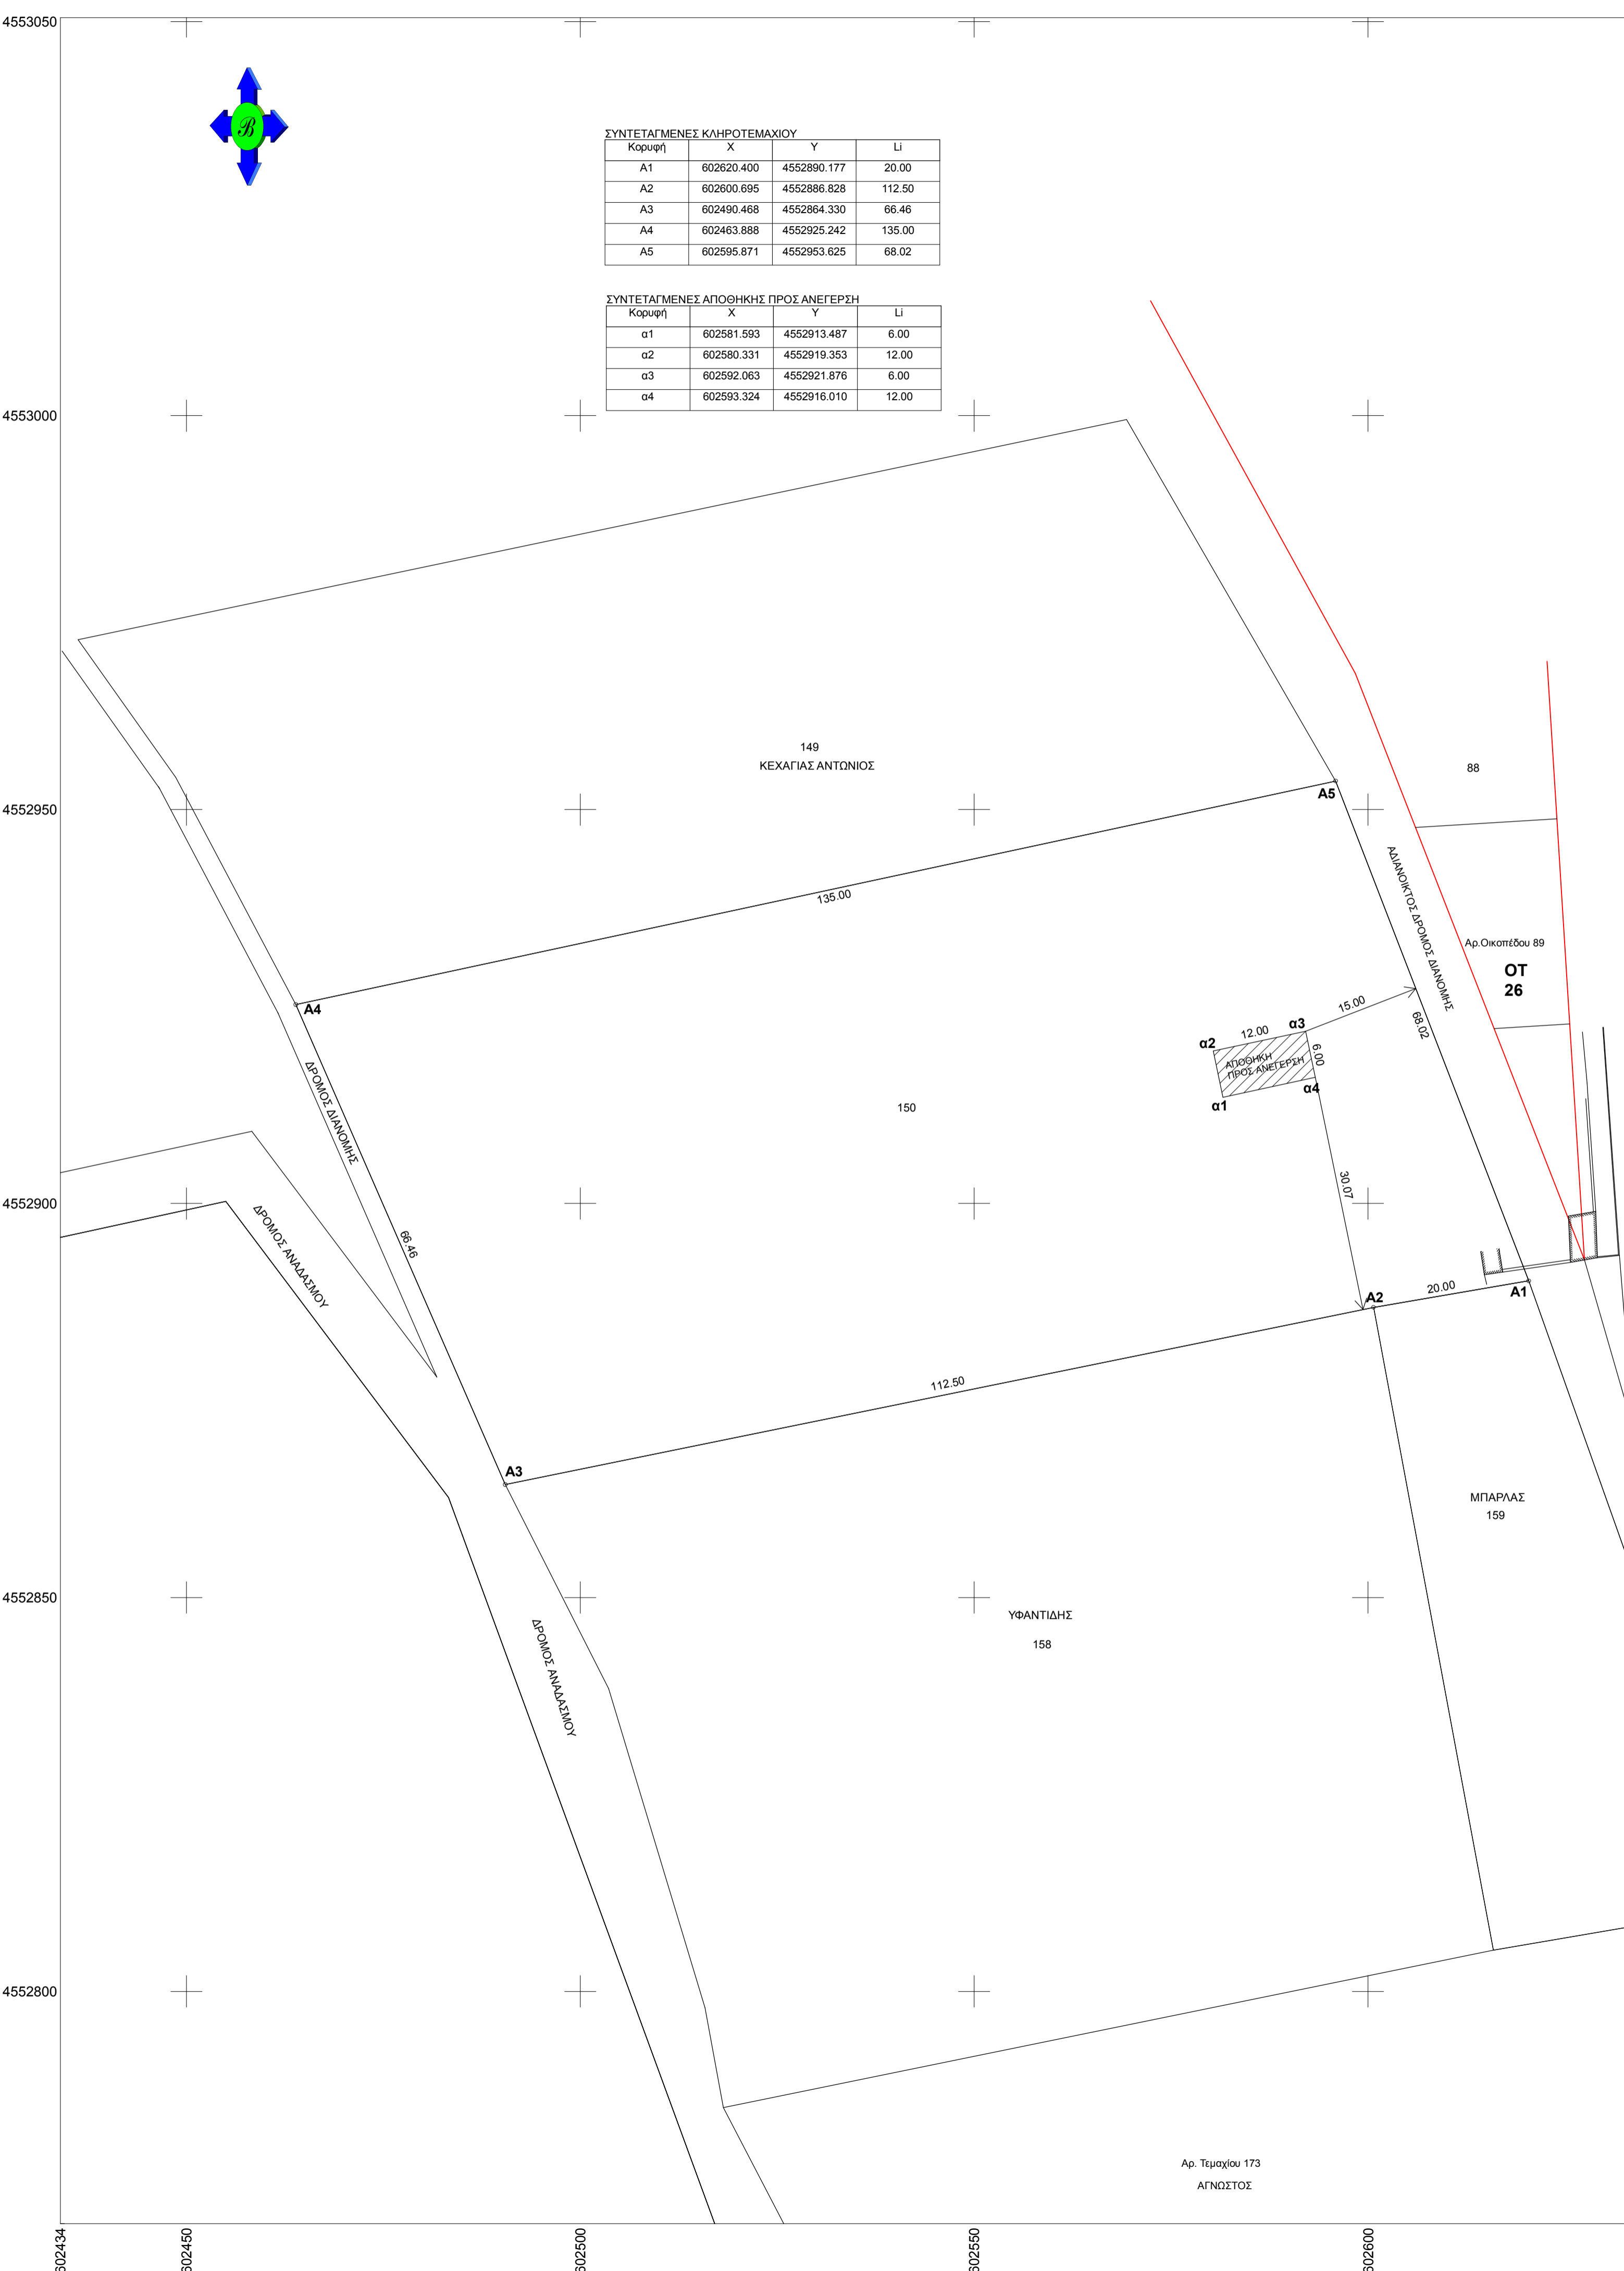 4553050
B
ΣΥΝΤΕΤΑΓΜΕΝΕΣ ΚΛΗΡΟΤΕΜΑΧΙΟΥ
Κορυφή X Y Li
A1 602620.400 4552890.177 20.00
A2 602600.695 4552886.828 112.50
A3 602490.468 4552864.330 66.46
A4 602463.888 4552925.242 135.00
A5 602595.871 4552953.625 68.02
ΣΥΝΤΕΤΑΓΜΕΝΕΣ ΑΠΟΘΗΚΗΣ ΠΡΟΣ ΑΝΕΓΕΡΣΗ
Κορυφή X Y Li
α1 602581.593 4552913.487 6.00
α2 602580.331 4552919.353 12.00
α3 602592.063 4552921.876 6.00
α4 602593.324 4552916.010 12.00
4553000
149
ΚΕΧΑΓΙΑΣ ΑΝΤΩΝΙΟΣ
88
A5
4552950
135.00
ΑΔΙΑΝΟΙΚΤΟΣ ΔΡΟΜΟΣ ΔΙΑΝΟΜΗΣ
Αρ.Οικοπέδου 89
ΟΤ
26
A4
15.00
68.02
α2
12.00
α3
6.00
ΑΠΟΘΗΚΗ
ΠΡΟΣ ΑΝΕΓΕΡΣΗ
α4
α1
150
ΔΡΟΜΟΣ ΔΙΑΝΟΜΗΣ
30.07
4552900
66.46
ΔΡΟΜΟΣ ΑΝΑΔΑΣΜΟΥ
A2
20.00
A1
112.50
A3
ΜΠΑΡΛΑΣ
159
4552850
ΥΦΑΝΤΙΔΗΣ
158
ΔΡΟΜΟΣ ΑΝΑΔΑΣΜΟΥ
4552800
Αρ. Τεμαχίου 173
ΑΓΝΩΣΤΟΣ
602434
602450
602500
602550
602600